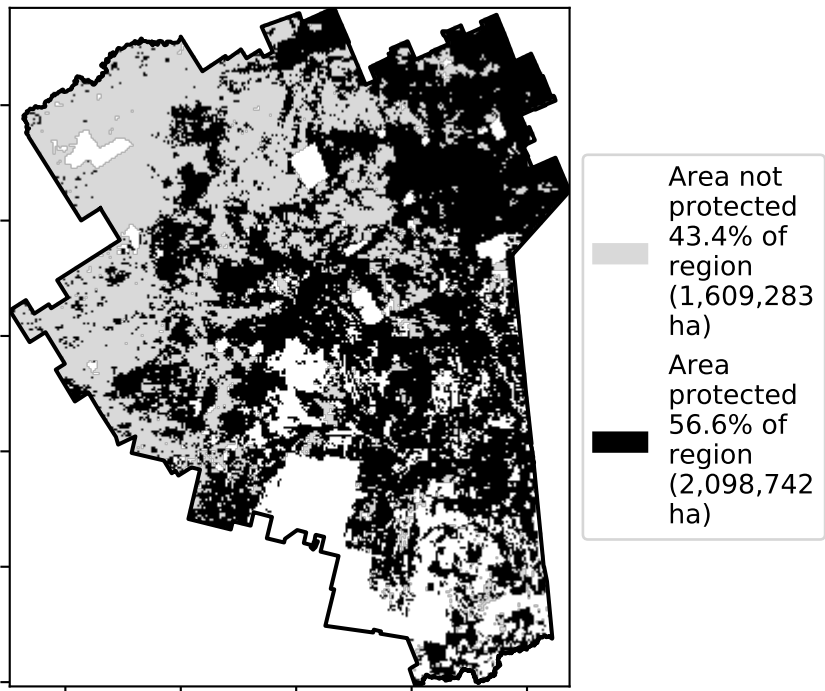 Area not
protected
43.4% of
region
(1,609,283
ha)
Area
protected
56.6% of
region
(2,098,742
ha)